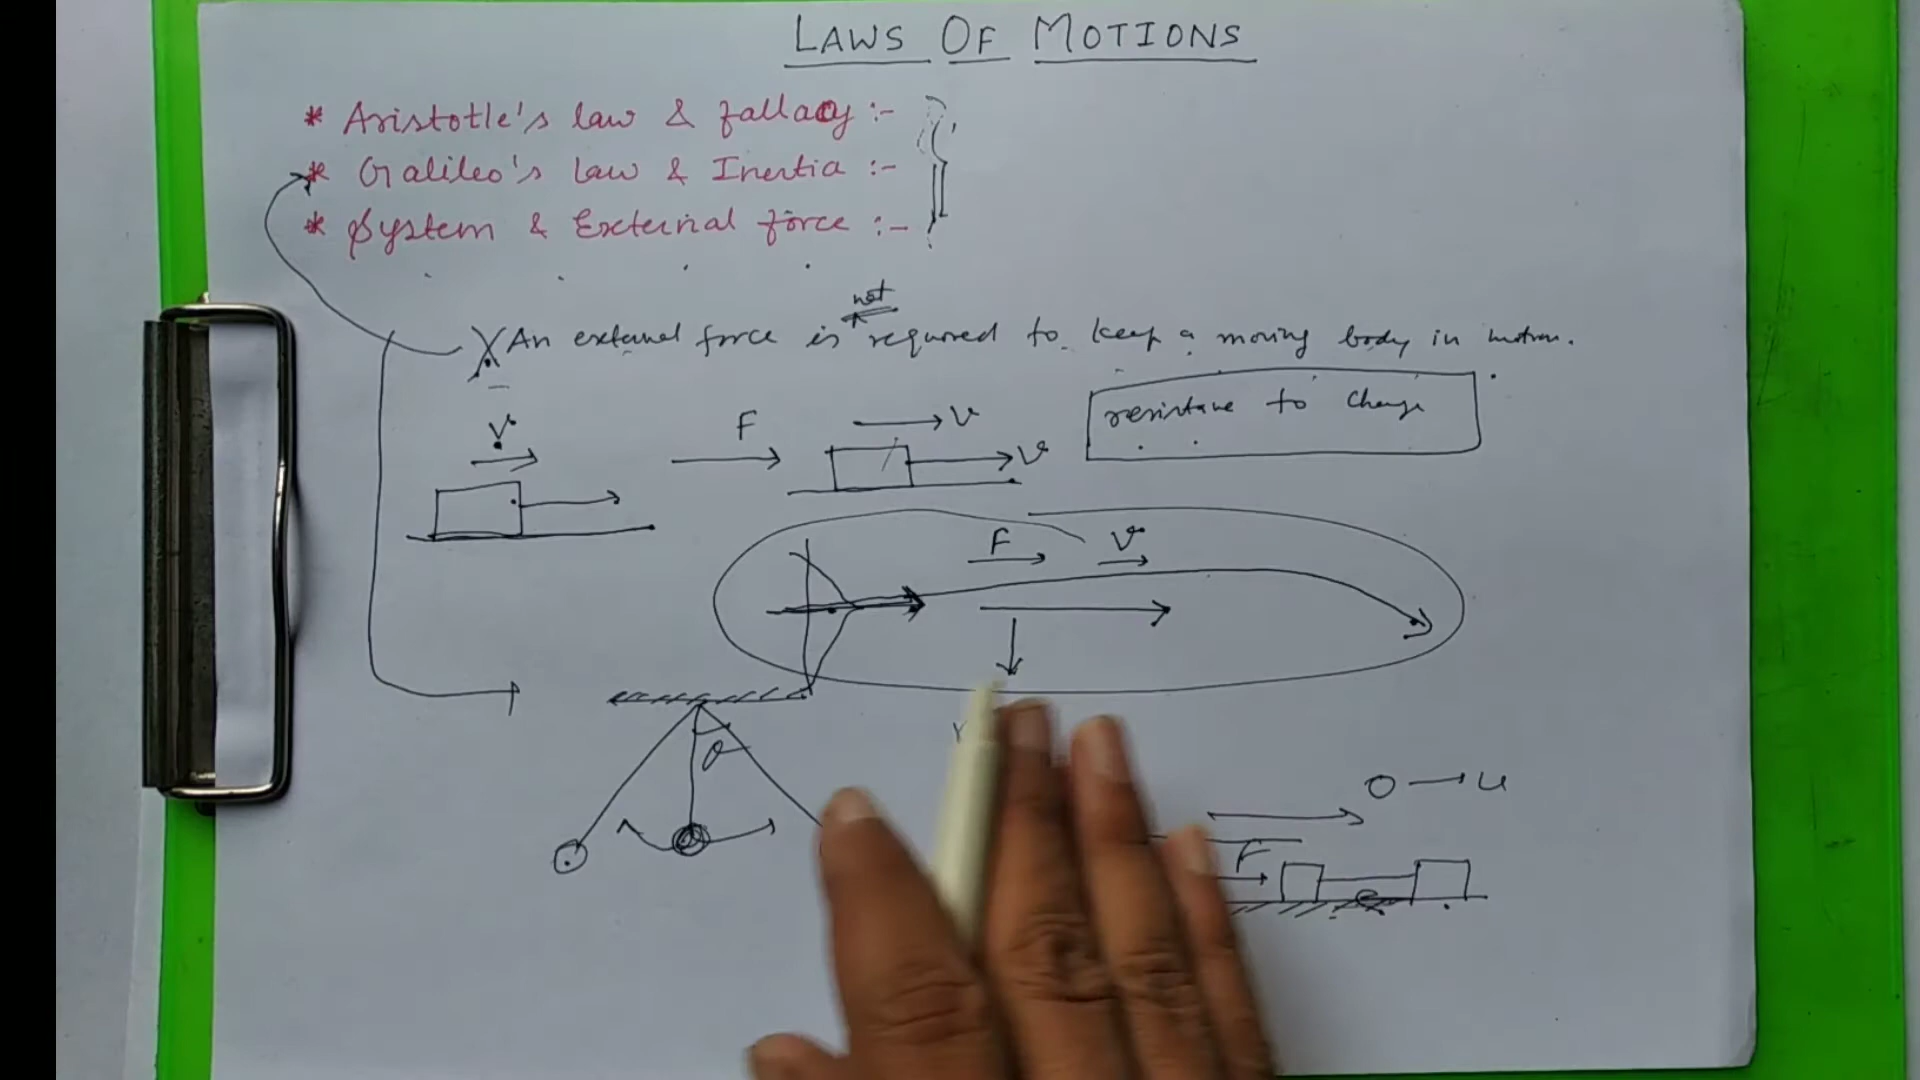 LAWS OF MOTIONS
* Aristotle's law & fallacy :-
* Galileo's law & Inertia :-
* System & External force :-
not
An external force is required to keep a moving body in motion.
resistance to change
V F V V
F V
θ
O → u
F